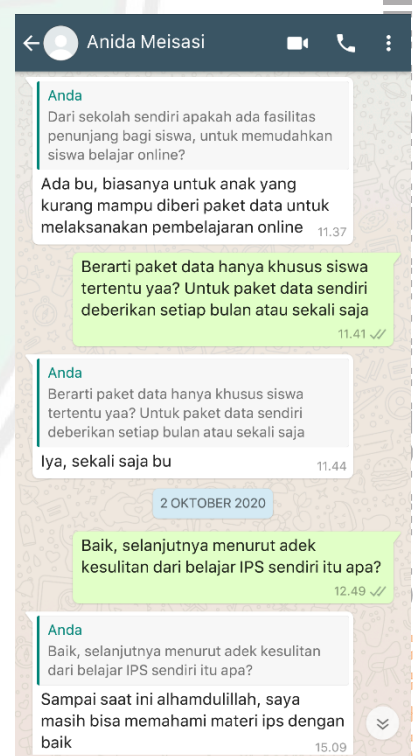 Anida Meisasi
Anda
Dari sekolah sendiri apakah ada fasilitas
penunjang bagi siswa, untuk memudahkan
siswa belajar online?
Ada bu, biasanya untuk anak yang
kurang mampu diberi paket data untuk
melaksanakan pembelajaran online 11.37
Berarti paket data hanya khusus siswa
tertentu yaa? Untuk paket data sendiri
deberikan setiap bulan atau sekali saja
11.41
Anda
Berarti paket data hanya khusus siswa
tertentu yaa? Untuk paket data sendiri
deberikan setiap bulan atau sekali saja
Iya, sekali saja bu 11.44
2 OKTOBER 2020
Baik, selanjutnya menurut adek
kesulitan dari belajar IPS sendiri itu apa?
12.49
Anda
Baik, selanjutnya menurut adek kesulitan
dari belajar IPS sendiri itu apa?
Sampai saat ini alhamdulillah, saya
masih bisa memahami materi ips dengan
baik 15.09